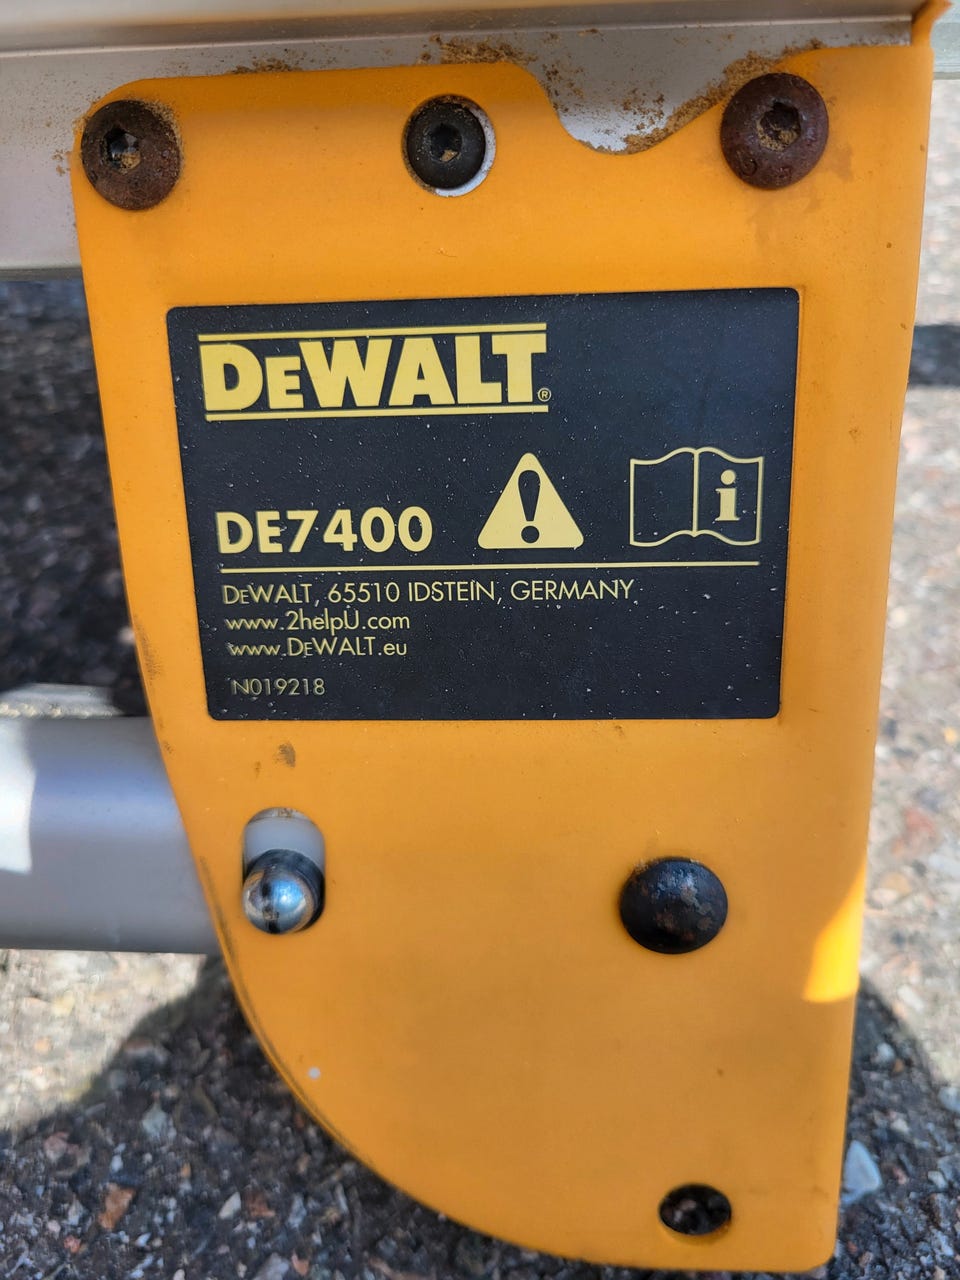 DEWALT®
DE7400
i
DEWALT, 65510 IDSTEIN, GERMANY
www.2helpU.com
www.DEWALT.eu
N019218